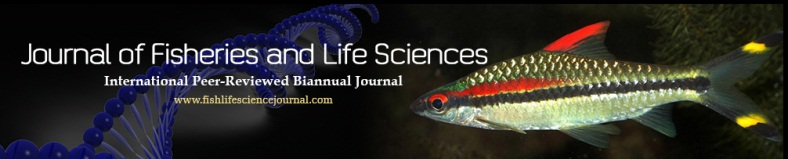 Journal of Fisheries and Life Sciences
International Peer-Reviewed Biannual Journal
www.fishlifesciencejournal.com